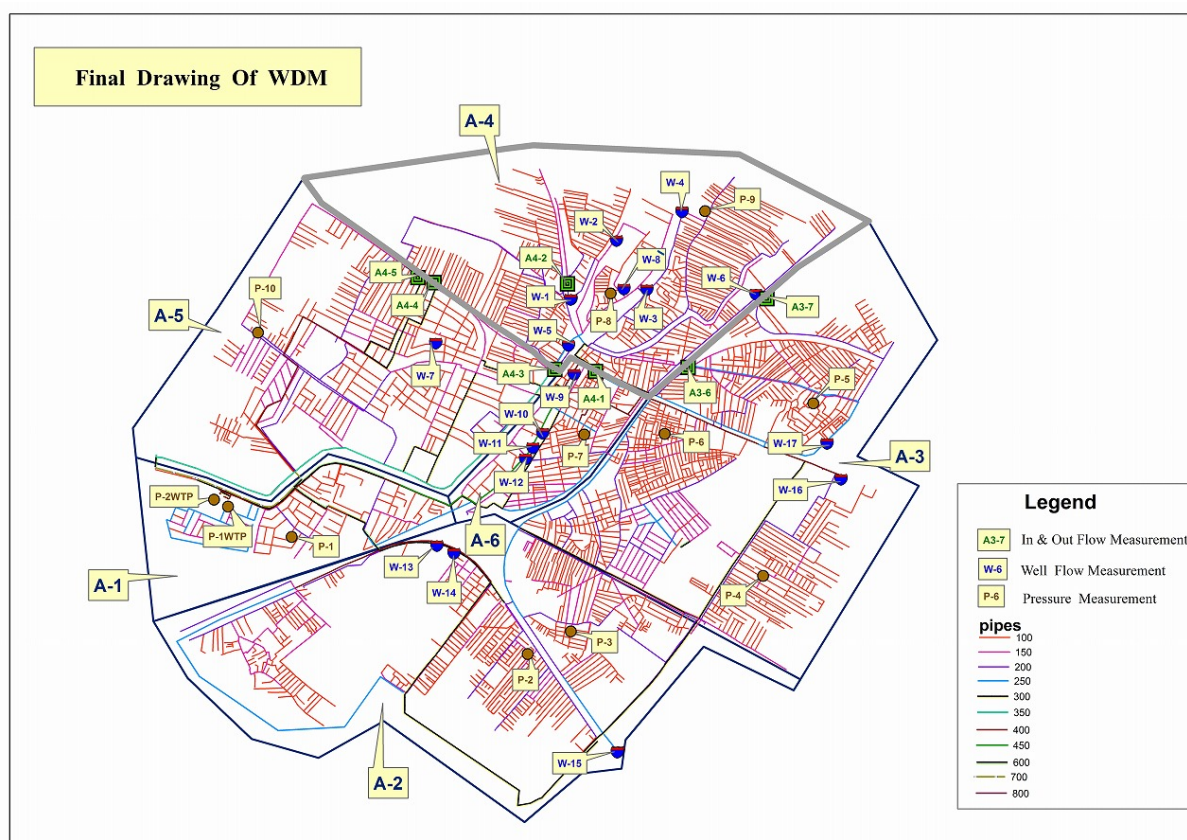 Final Drawing Of WDM
A-4
W-4
P-9
W-2
A4-2
W-8
A4-5
W-6
P-10
W-1
A4-4
A3-7
P-8
W-3
A-5
W-5
W-7
A4-3
P-5
W-9
A4-1
A3-6
W-10
W-11
P-7
P-6
W-17
A-3
W-12
W-16
P-2WTP
P-1WTP
P-1
A-6
W-13
A-1
W-14
P-4
P-3
P-2
W-15
A-2
Legend
A3-7 In & Out Flow Measurement
W-6 Well Flow Measurement
P-6 Pressure Measurement
pipes
100
150
200
250
300
350
400
450
600
700
800